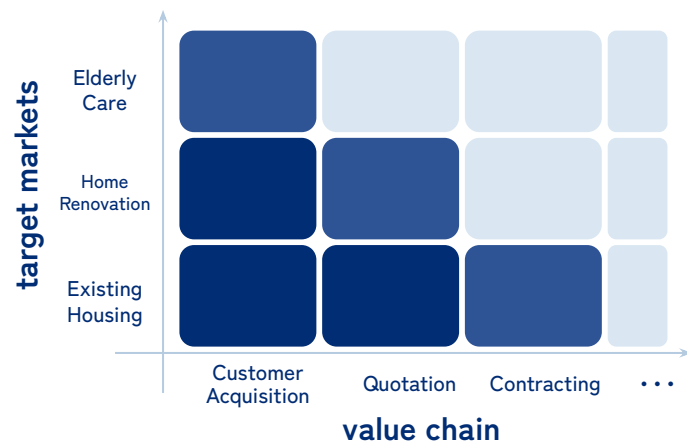 target markets
Elderly
Care
Home
Renovation
Existing
Housing
Customer
Acquisition
Quotation
Contracting
...
value chain